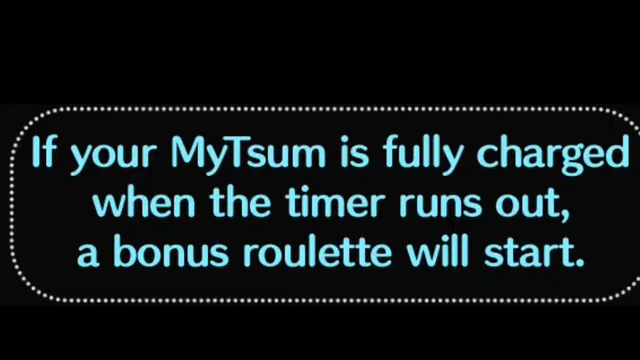 If your MyTsum is fully charged
when the timer runs out,
a bonus roulette will start.